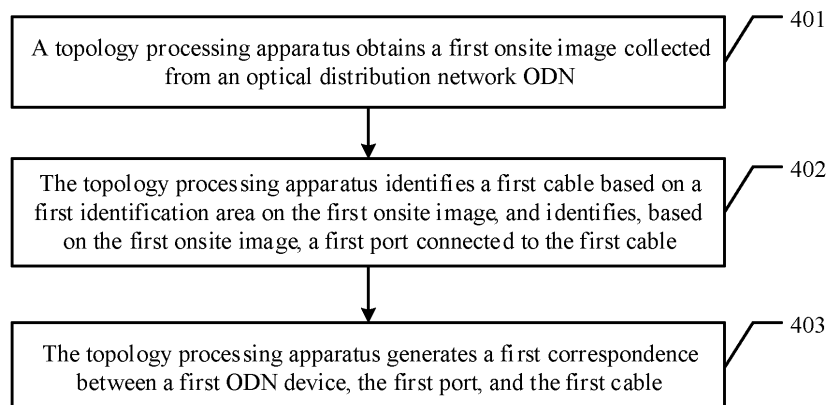 401
A topology processing apparatus obtains a first onsite image collected
from an optical distribution network ODN
402
The topology processing apparatus identifies a first cable based on a
first identification area on the first onsite image, and identifies, based
on the first onsite image, a first port connected to the first cable
403
The topology processing apparatus generates a first correspondence
between a first ODN device, the first port, and the first cable